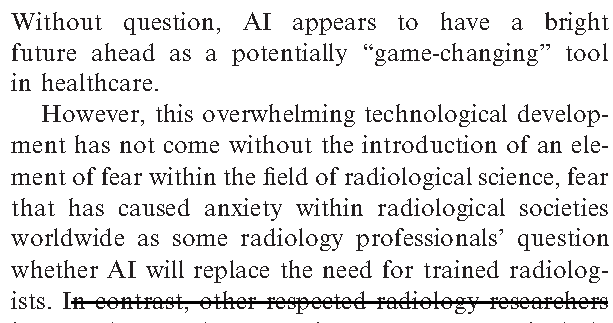 Without question, AI appears to have a bright
future ahead as a potentially “game-changing” tool
in healthcare.
However, this overwhelming technological develop-
ment has not come without the introduction of an ele-
ment of fear within the field of radiological science, fear
that has caused anxiety within radiological societies
worldwide as some radiology professionals’ question
whether AI will replace the need for trained radiolog-
ists. In contrast, other respected radiology researchers